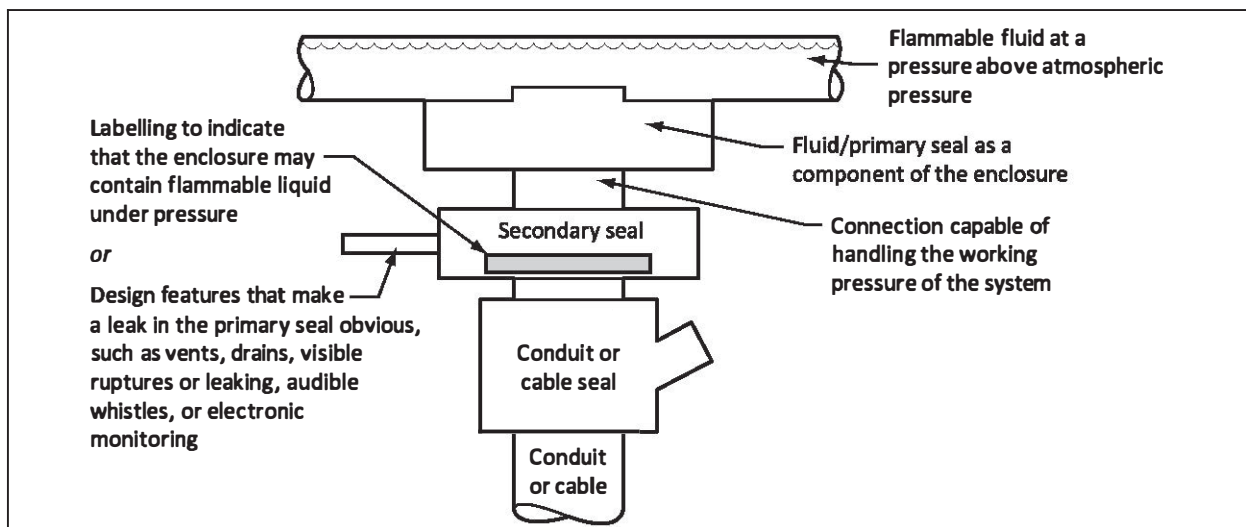 Flammable fluid at a
pressure above atmospheric
pressure
Labelling to indicate
that the enclosure may
contain flammable liquid
under pressure
or
Design features that make
a leak in the primary seal obvious,
such as vents, drains, visible
ruptures or leaking, audible
whistles, or electronic
monitoring
Fluid/primary seal as a
component of the enclosure
Connection capable of
handling the working
pressure of the system
Secondary seal
Conduit or
cable seal
Conduit
or cable